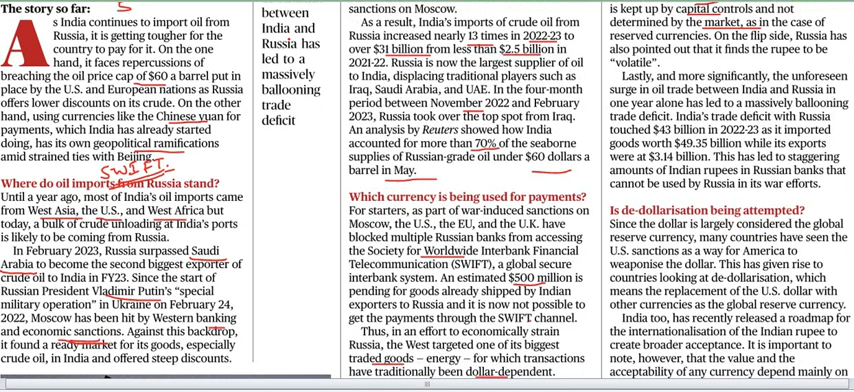 The story so far:
As India continues to import oil from
Russia, it is getting tougher for the
country to pay for it. On the one
hand, it faces repercussions of
breaching the oil price cap of $60 a barrel put in
place by the U.S. and European nations as Russia
offers lower discounts on its crude. On the other
hand, using currencies like the Chinese yuan for
payments, which India has already started
doing, has its own geopolitical ramifications
amid strained ties with Beijing.
SWIFT.
Where do oil imports from Russia stand?
Until a year ago, most of India's oil imports came
from West Asia, the U.S., and West Africa but
today, a bulk of crude unloading at India's ports
is likely to be coming from Russia.
In February 2023, Russia surpassed Saudi
Arabia to become the second biggest exporter of
crude oil to India in FY23. Since the start of
Russian President Vladimir Putin's “special
military operation” in Ukraine on February 24,
2022, Moscow has been hit by Western banking
and economic sanctions. Against this backdrop,
it found a ready market for its goods, especially
crude oil, in India and offered steep discounts.
between
India and
Russia has
led to a
massively
ballooning
trade
deficit
sanctions on Moscow.
As a result, India's imports of crude oil from
Russia increased nearly 13 times in 2022-23 to
over $31 billion from less than $2.5 billion in
2021-22. Russia is now the largest supplier of oil
to India, displacing traditional players such as
Iraq, Saudi Arabia, and UAE. In the four-month
period between November 2022 and February
2023, Russia took over the top spot from Iraq.
An analysis by Reuters showed how India
accounted for more than 70% of the seaborne
supplies of Russian-grade oil under $60 dollars a
barrel in May.
Which currency is being used for payments?
For starters, as part of war-induced sanctions on
Moscow, the U.S., the EU, and the U.K. have
blocked multiple Russian banks from accessing
the Society for Worldwide Interbank Financial
Telecommunication (SWIFT), a global secure
interbank system. An estimated $500 million is
pending for goods already shipped by Indian
exporters to Russia and it is now not possible to
get the payments through the SWIFT channel.
Thus, in an effort to economically strain
Russia, the West targeted one of its biggest
traded goods — energy — for which transactions
have traditionally been dollar-dependent.
is kept up by capital controls and not
determined by the market, as in the case of
reserved currencies. On the flip side, Russia has
also pointed out that it finds the rupee to be
“volatile”.
Lastly, and more significantly, the unforeseen
surge in oil trade between India and Russia in
one year alone has led to a massively ballooning
trade deficit. India's trade deficit with Russia
touched $43 billion in 2022-23 as it imported
goods worth $49.35 billion while its exports
were at $3.14 billion. This has led to staggering
amounts of Indian rupees in Russian banks that
cannot be used by Russia in its war efforts.
Is de-dollarisation being attempted?
Since the dollar is largely considered the global
reserve currency, many countries have seen the
U.S. sanctions as a way for America to
weaponise the dollar. This has given rise to
countries looking at de-dollarisation, which
means the replacement of the U.S. dollar with
other currencies as the global reserve currency.
India too, has recently released a roadmap for
the internationalisation of the Indian rupee to
create broader acceptance. It is important to
note, however, that the value and the
acceptability of any currency depend mainly on